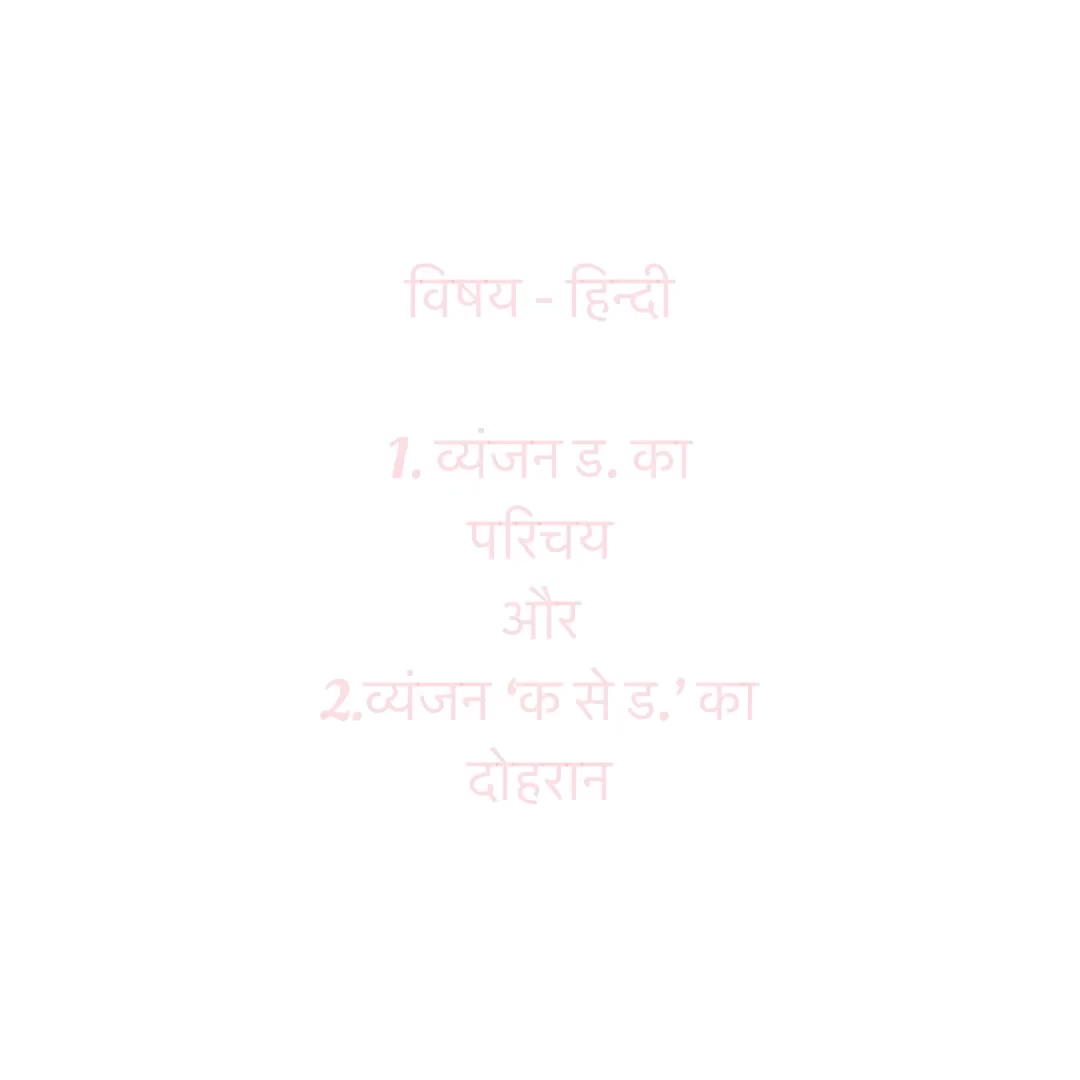 विषय - हिन्दी
1. व्यंजन ड. का
परिचय
और
2.व्यंजन ‘क से ड.’ का
दोहरान